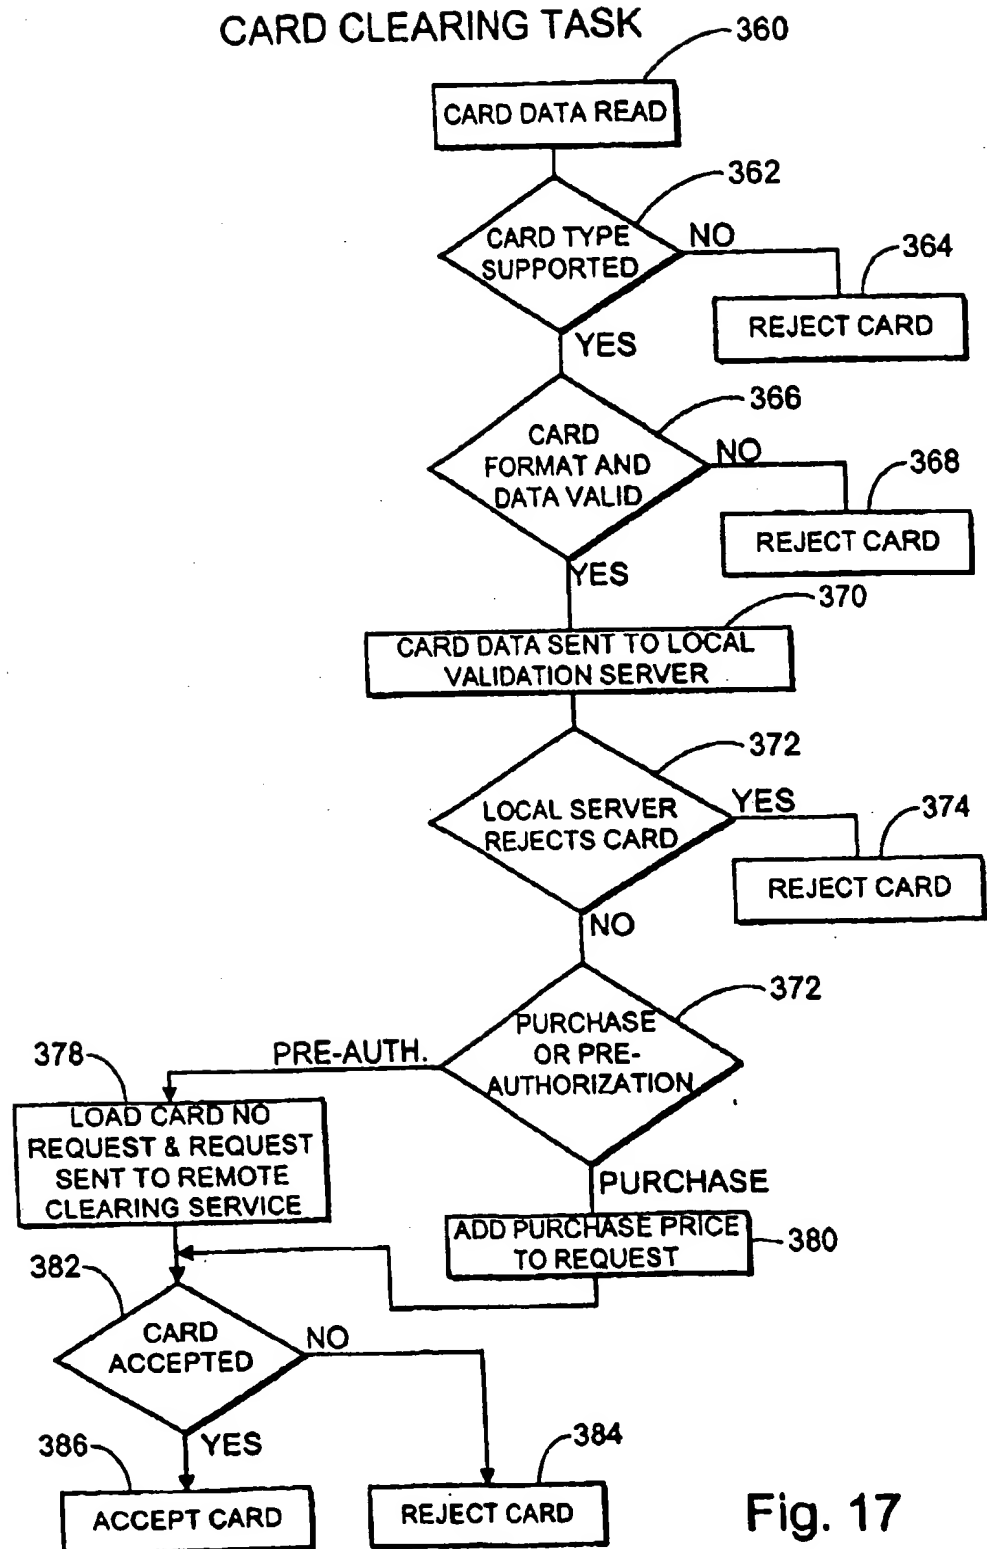 CARD CLEARING TASK
360
CARD DATA READ
362
CARD TYPE
SUPPORTED
NO
364
REJECT CARD
YES
366
CARD
FORMAT AND
DATA VALID
NO
368
REJECT CARD
YES
370
CARD DATA SENT TO LOCAL
VALIDATION SERVER
372
LOCAL SERVER
REJECTS CARD
YES
374
REJECT CARD
NO
372
PURCHASE
OR PRE-
AUTHORIZATION
PRE-AUTH.
378
LOAD CARD NO
REQUEST & REQUEST
SENT TO REMOTE
CLEARING SERVICE
PURCHASE
ADD PURCHASE PRICE
TO REQUEST
380
382
CARD
ACCEPTED
NO
YES
384
REJECT CARD
386
ACCEPT CARD
Fig. 17